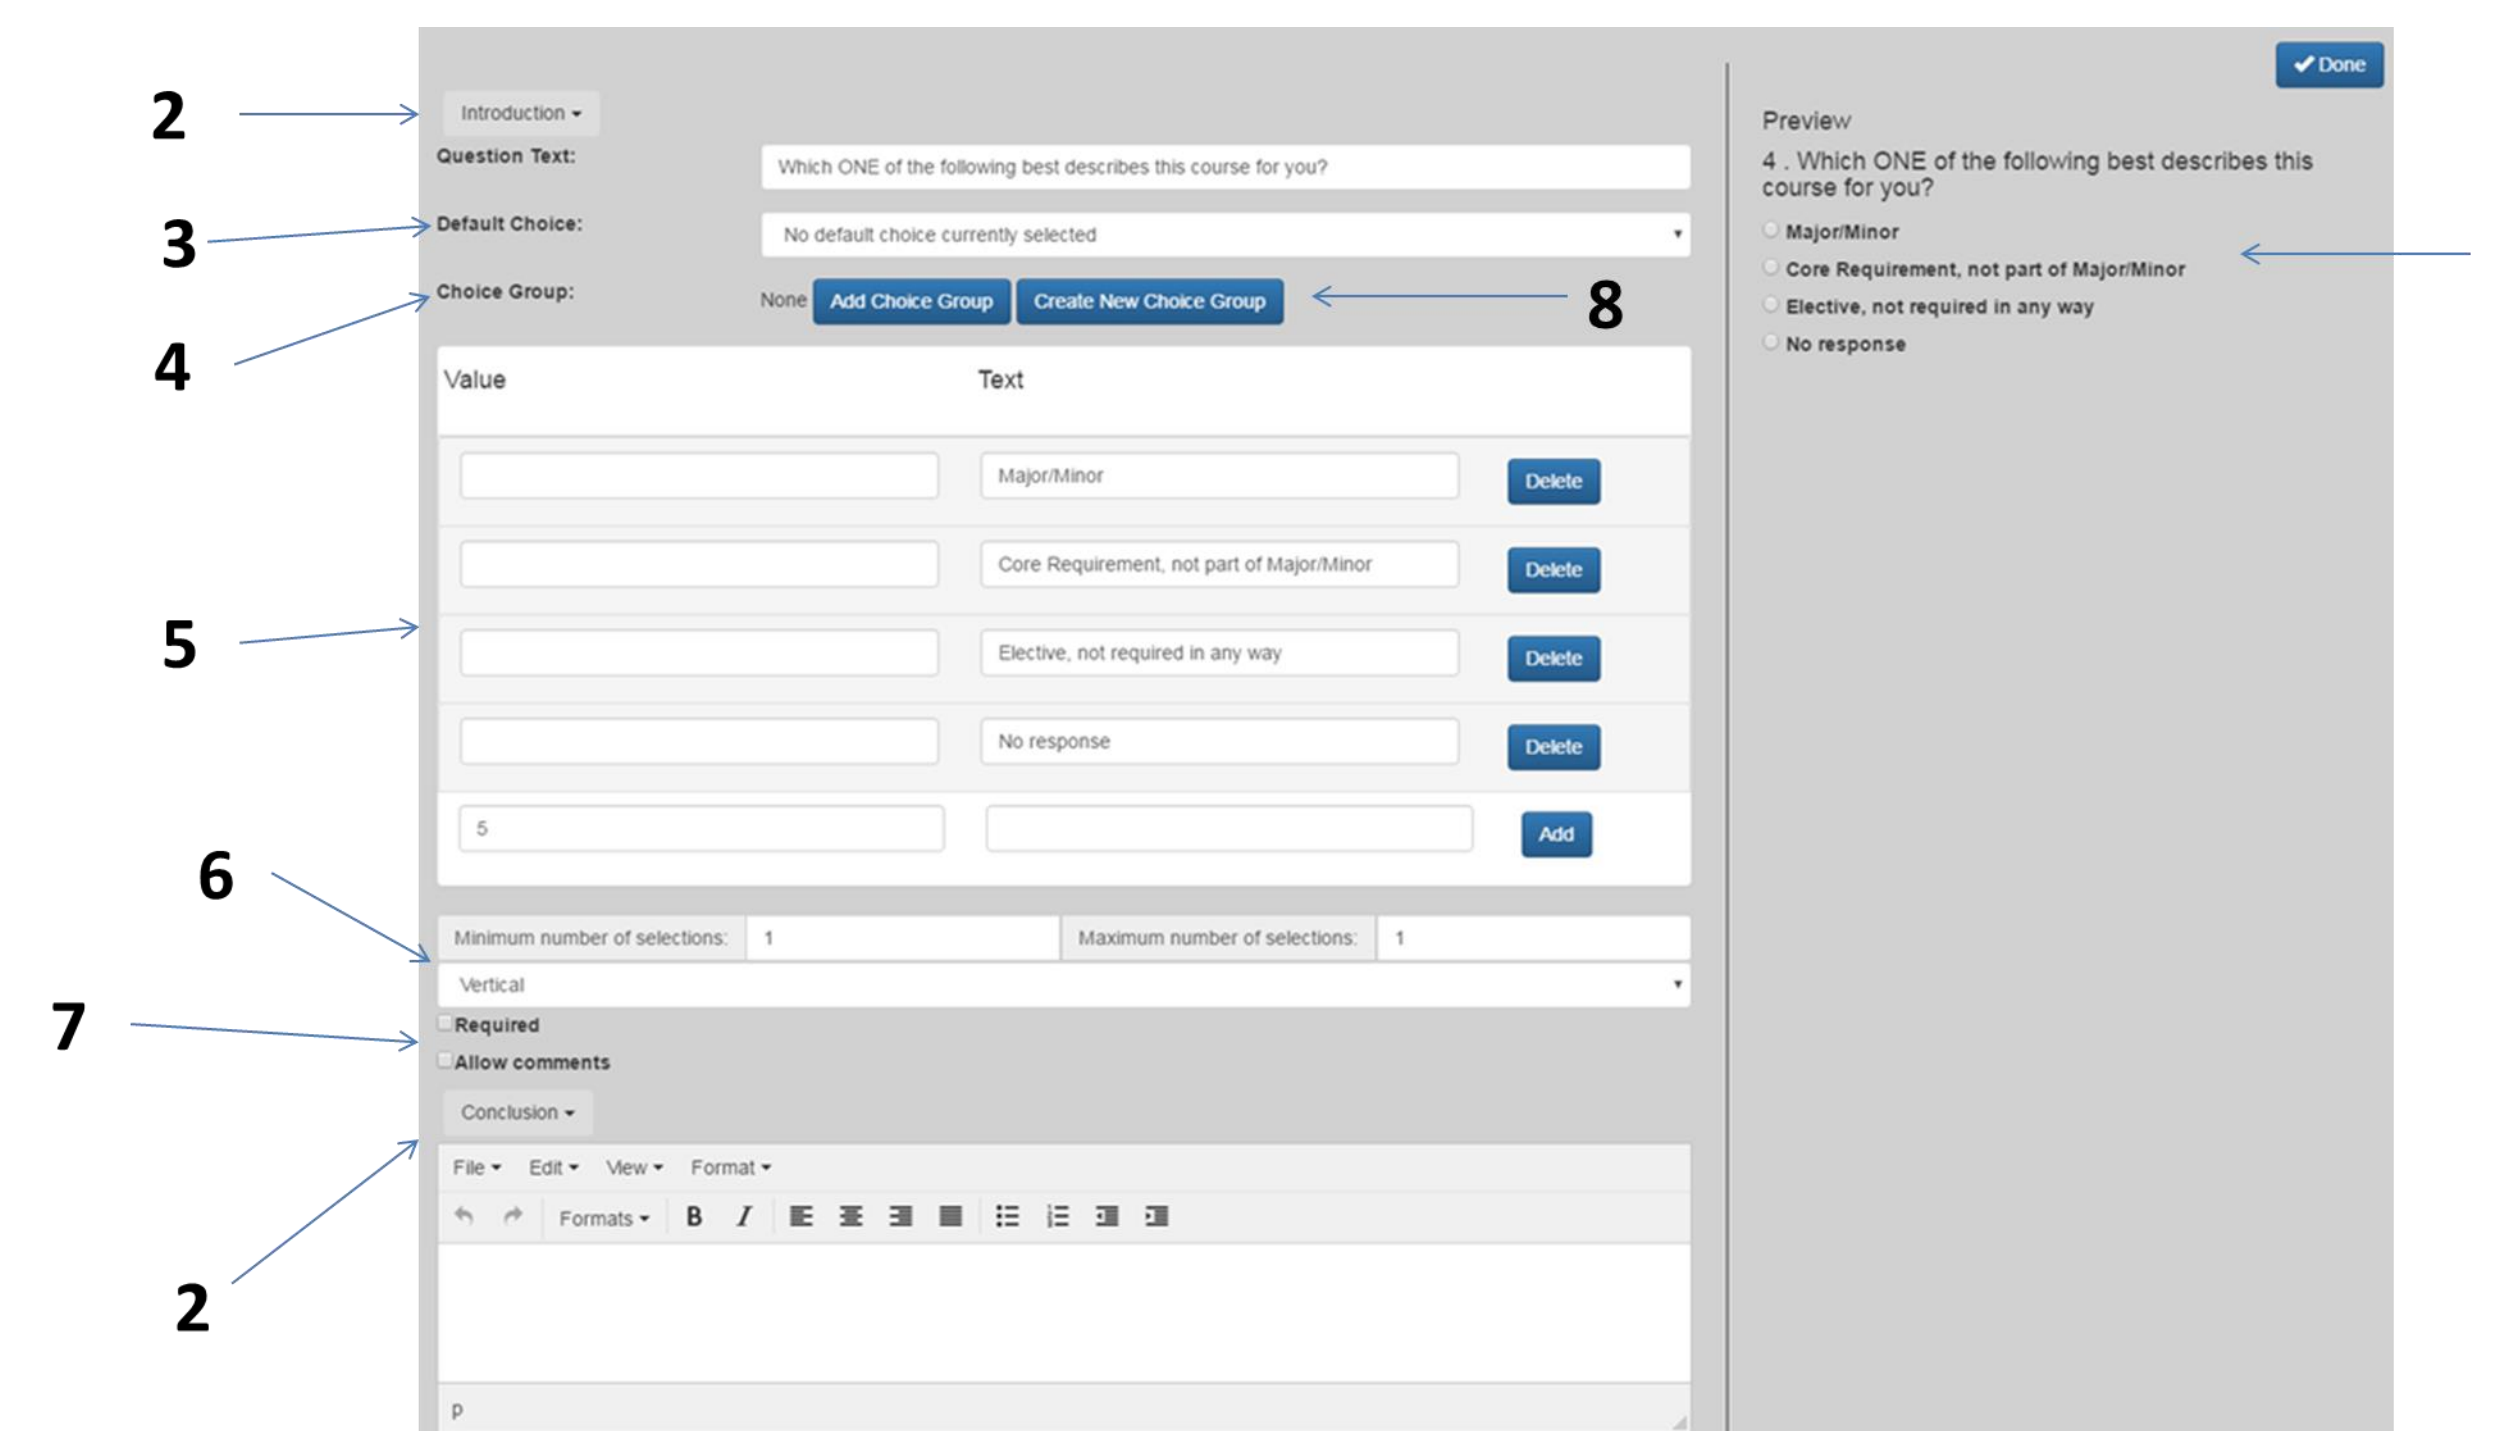 Done
2
Introduction
Question Text:
Which ONE of the following best describes this course for you?
3
Default Choice:
No default choice currently selected
4
Choice Group:
None Add Choice Group Create New Choice Group
8
Value Text
Major/Minor Delete
Core Requirement, not part of Major/Minor Delete
5
Elective, not required in any way Delete
No response Delete
5 Add
6
Minimum number of selections: 1 Maximum number of selections: 1
Vertical
7
Required
Allow comments
Conclusion
2
File Edit View Format
Formats B I
p
Preview
4 . Which ONE of the following best describes this
course for you?
Major/Minor
Core Requirement, not part of Major/Minor
Elective, not required in any way
No response